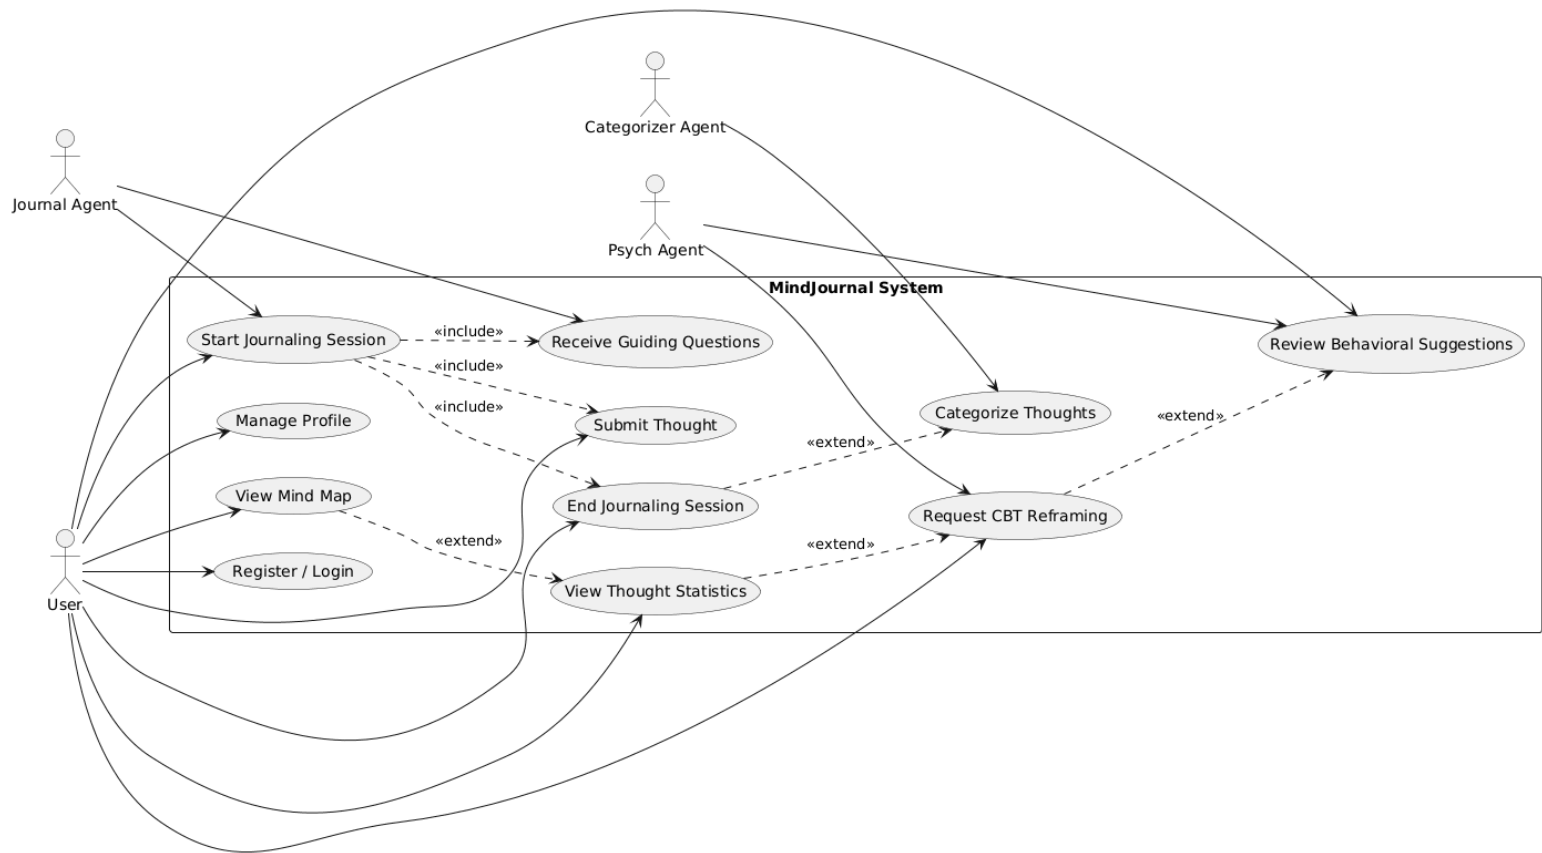 Categorizer Agent
Journal Agent
Psych Agent
MindJournal System
Start Journaling Session
«include»
Receive Guiding Questions
Review Behavioral Suggestions
«include»
Manage Profile
«include»
Submit Thought
Categorize Thoughts
«extend»
«extend»
View Mind Map
End Journaling Session
Request CBT Reframing
«extend»
«extend»
Register / Login
View Thought Statistics
User